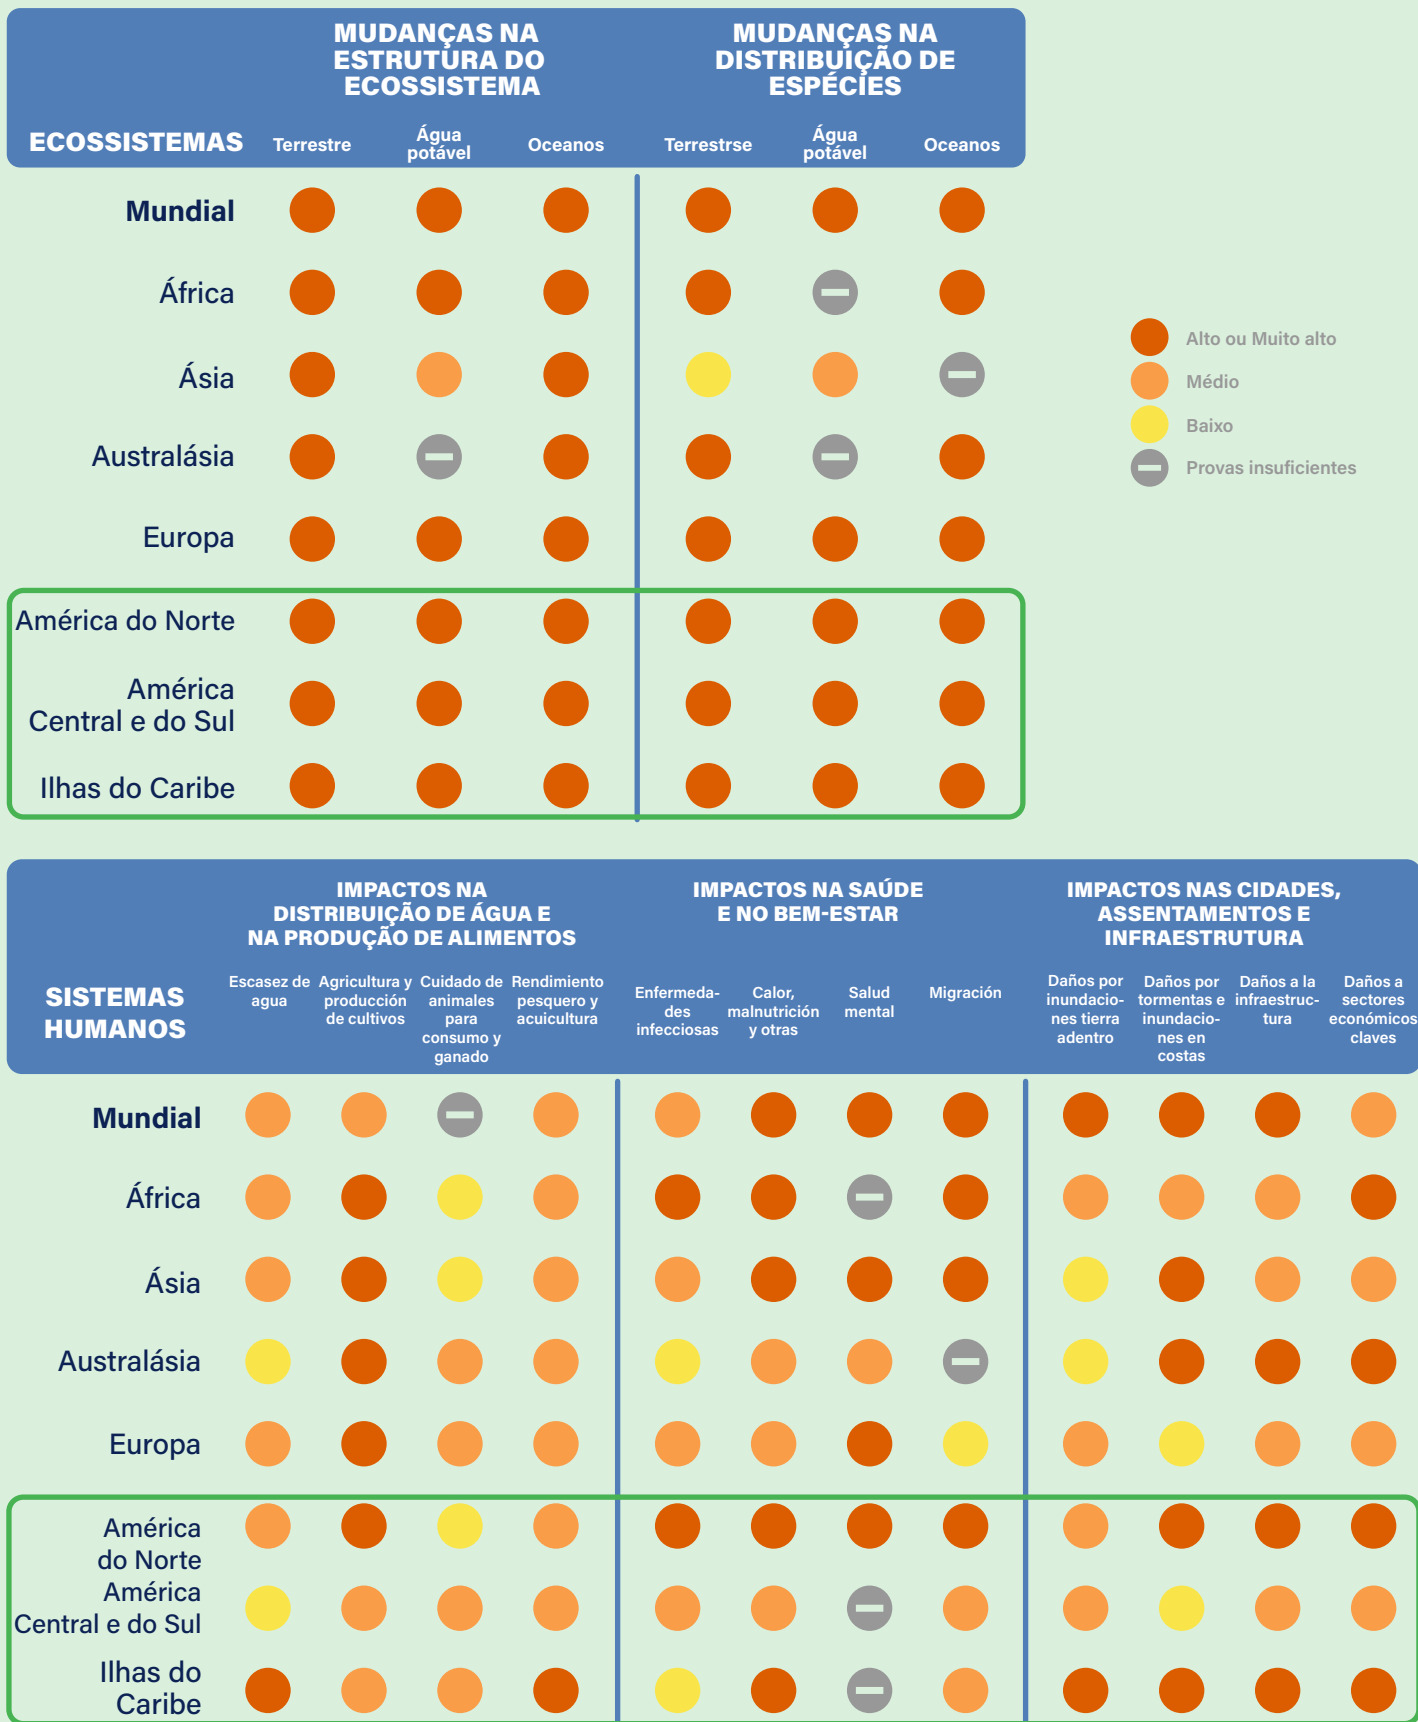 MUDANÇAS NA
ESTRUTURA DO
ECOSSISTEMA
MUDANÇAS NA
DISTRIBUIÇÃO DE
ESPÉCIES
ECOSSISTEMAS
Terrestre
Água
potável
Oceanos
Terrestrse
Água
potável
Oceanos
Mundial
África
Ásia
Australásia
Europa
América do Norte
América
Central e do Sul
Ilhas do Caribe
Alto ou Muito alto
Médio
Baixo
Provas insuficientes
IMPACTOS NA
DISTRIBUIÇÃO DE ÁGUA E
NA PRODUÇÃO DE ALIMENTOS
IMPACTOS NA SAÚDE
E NO BEM-ESTAR
IMPACTOS NAS CIDADES,
ASSENTAMENTOS E
INFRAESTRUTURA
SISTEMAS
HUMANOS
Escasez de
agua
Agricultura y
producción
de cultivos
Cuidado de
animales
para
consumo y
ganado
Rendimiento
pesquero y
acuicultura
Enfermeda-
des
infecciosas
Calor,
malnutrición
y otras
Salud
mental
Migración
Daños por
inundacio-
nes tierra
adentro
Daños por
tormentas e
inundacio-
nes en
costas
Daños a la
infraestruc-
tura
Daños a
sectores
económicos
claves
Mundial
África
Ásia
Australásia
Europa
América
do Norte
América
Central e do Sul
Ilhas do
Caribe